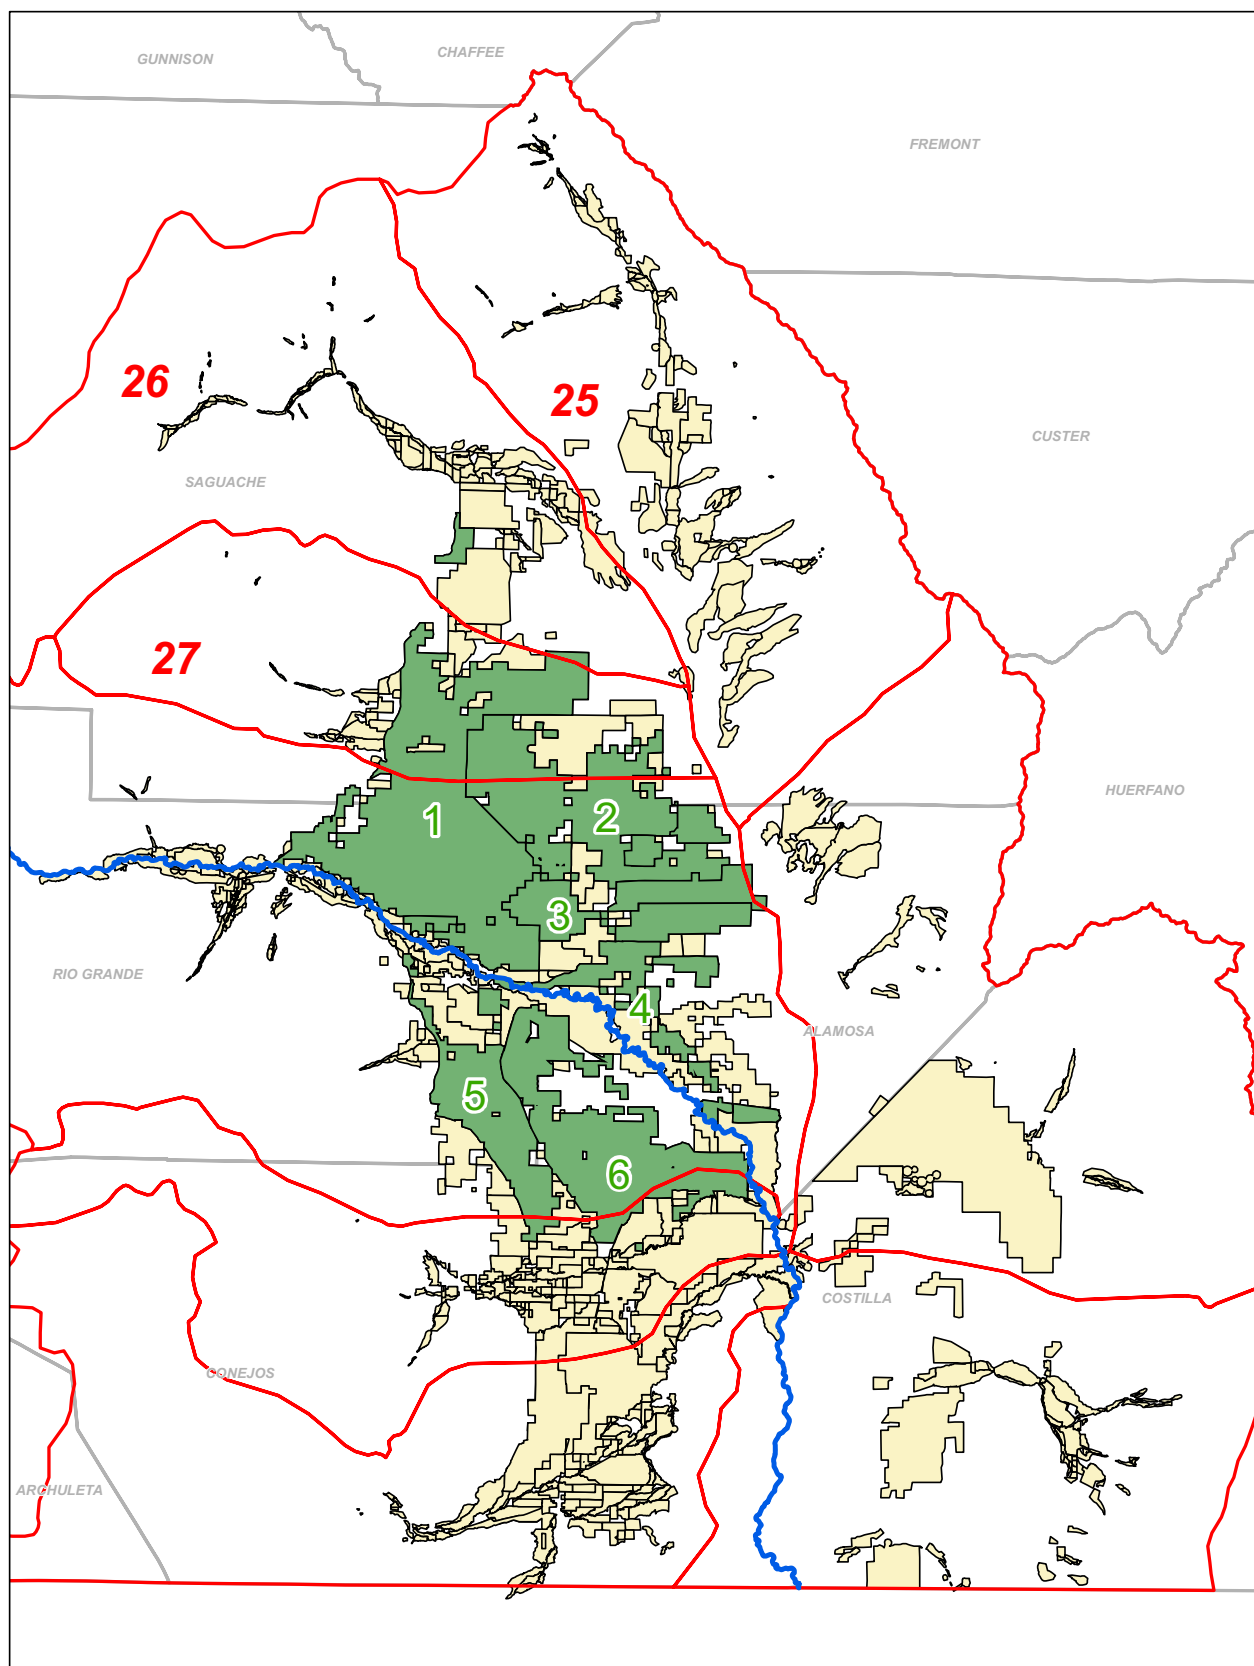 CHAFFEE
GUNNISON
FREMONT
26
25
CUSTER
SAGUACHE
27
HUERFANO
1
2
3
RIO GRANDE
4
ALAMOSA
5
6
COSTILLA
CONEJOS
ARCHULETA